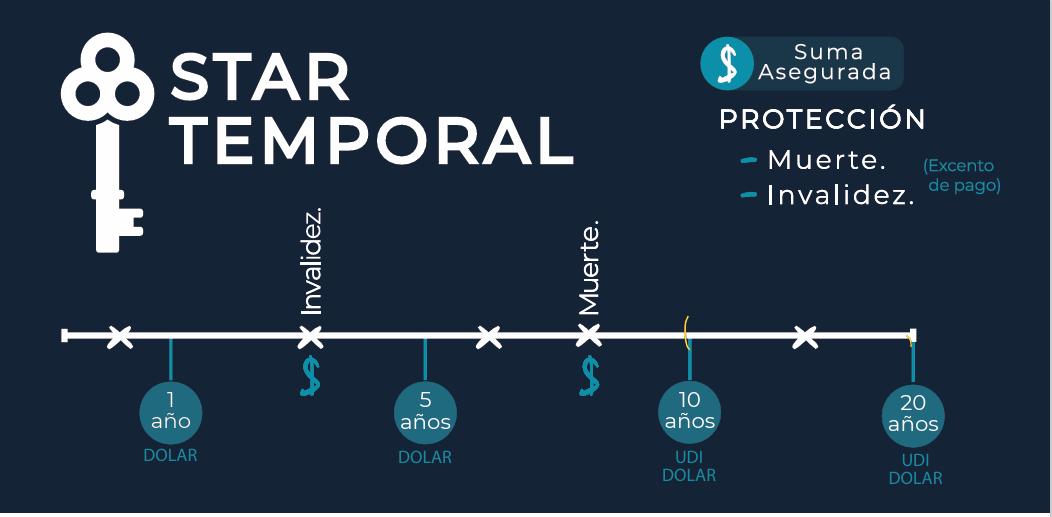 STAR
TEMPORAL
Suma
Asegurada
PROTECCIÓN
- Muerte.
- Invalidez.
(Excento
de pago)
Invalidez.
Muerte.
1
año
DOLAR
5
años
DOLAR
10
años
UDI
DOLAR
20
años
UDI
DOLAR